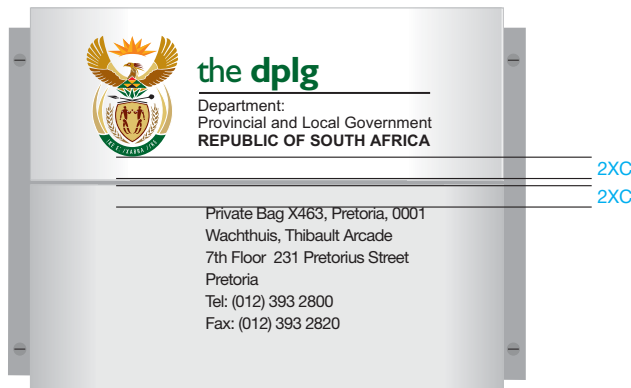 the dplg
Department:
Provincial and Local Government
REPUBLIC OF SOUTH AFRICA
2XC
2XC
Private Bag X463, Pretoria, 0001
Wachthuis, Thibault Arcade
7th Floor 231 Pretorius Street
Pretoria
Tel: (012) 393 2800
Fax: (012) 393 2820